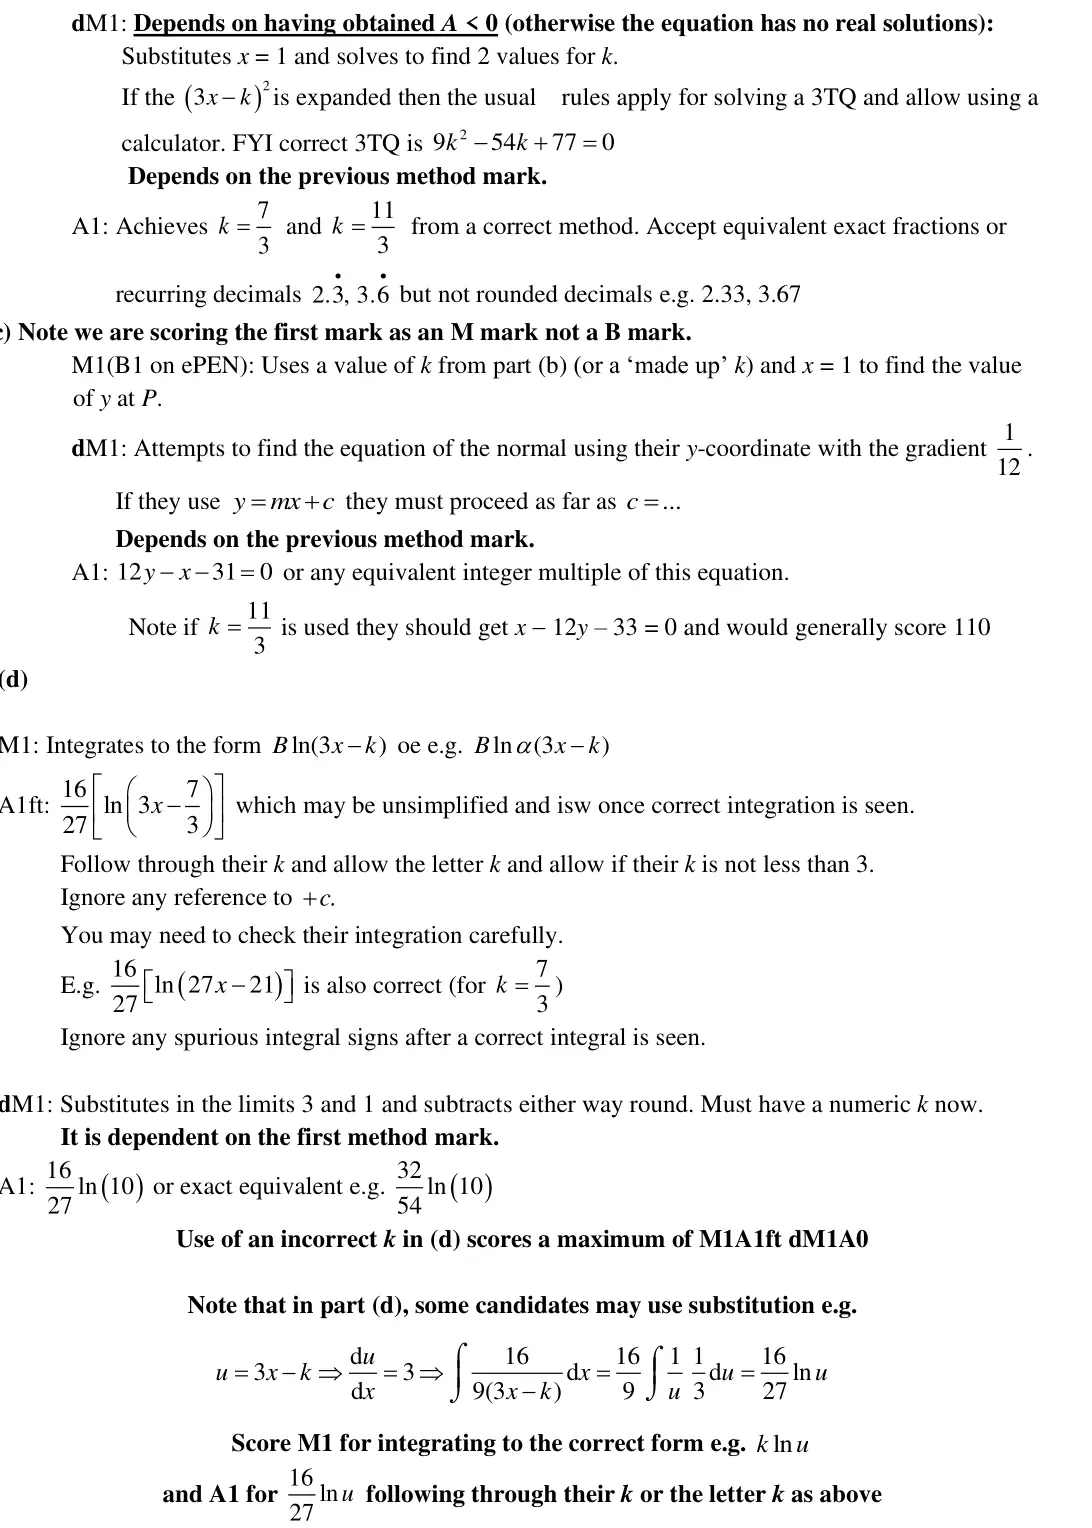 dM1: Depends on having obtained A < 0 (otherwise the equation has no real solutions):
Substitutes x = 1 and solves to find 2 values for k.
If the (3x − k)² is expanded then the usual rules apply for solving a 3TQ and allow using a
calculator. FYI correct 3TQ is 9k² − 54k + 77 = 0
Depends on the previous method mark.
A1: Achieves k = 7/3 and k = 11/3 from a correct method. Accept equivalent exact fractions or
recurring decimals 2.3̇, 3.6̇ but not rounded decimals e.g. 2.33, 3.67
c) Note we are scoring the first mark as an M mark not a B mark.
M1(B1 on ePEN): Uses a value of k from part (b) (or a ‘made up’ k) and x = 1 to find the value
of y at P.
dM1: Attempts to find the equation of the normal using their y-coordinate with the gradient 1/12.
If they use y = mx + c they must proceed as far as c = ...
Depends on the previous method mark.
A1: 12y − x − 31 = 0 or any equivalent integer multiple of this equation.
Note if k = 11/3 is used they should get x – 12y – 33 = 0 and would generally score 110
(d)
M1: Integrates to the form B ln(3x − k) oe e.g. B ln α(3x − k)
A1ft: 16/27 [ln(3x − 7/3)] which may be unsimplified and isw once correct integration is seen.
Follow through their k and allow the letter k and allow if their k is not less than 3.
Ignore any reference to +c.
You may need to check their integration carefully.
E.g. 16/27 [ln(27x − 21)] is also correct (for k = 7/3)
Ignore any spurious integral signs after a correct integral is seen.
dM1: Substitutes in the limits 3 and 1 and subtracts either way round. Must have a numeric k now.
It is dependent on the first method mark.
A1: 16/27 ln(10) or exact equivalent e.g. 32/54 ln(10)
Use of an incorrect k in (d) scores a maximum of M1A1ft dM1A0
Note that in part (d), some candidates may use substitution e.g.
u = 3x − k ⇒ du/dx = 3 ⇒ ∫ 16/(9(3x − k)) dx = 16/9 ∫ 1/u 1/3 du = 16/27 ln u
Score M1 for integrating to the correct form e.g. k ln u
and A1 for 16/27 ln u following through their k or the letter k as above